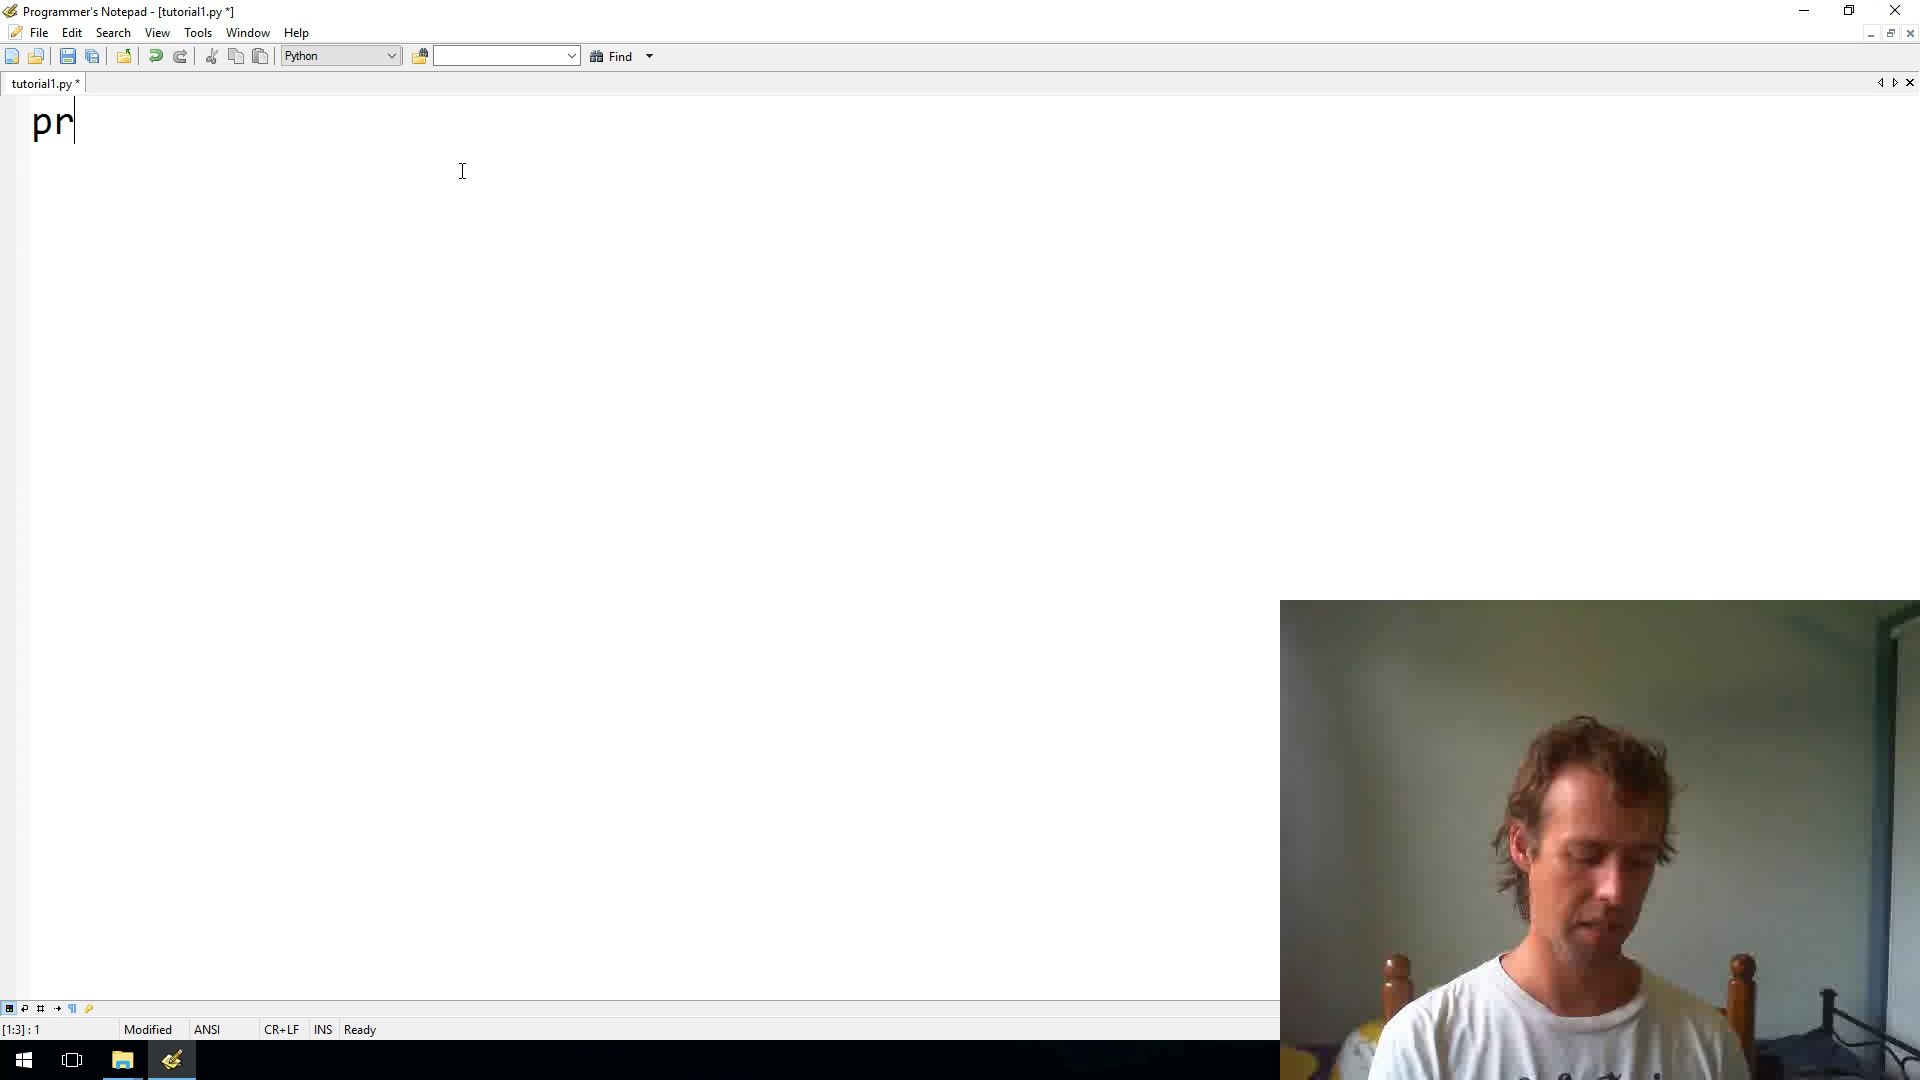 Programmer's Notepad - [tutorial1.py *]
File Edit Search View Tools Window Help
Python Find
tutorial1.py *
pr
[1:3] : 1 Modified ANSI CR+LF INS Ready